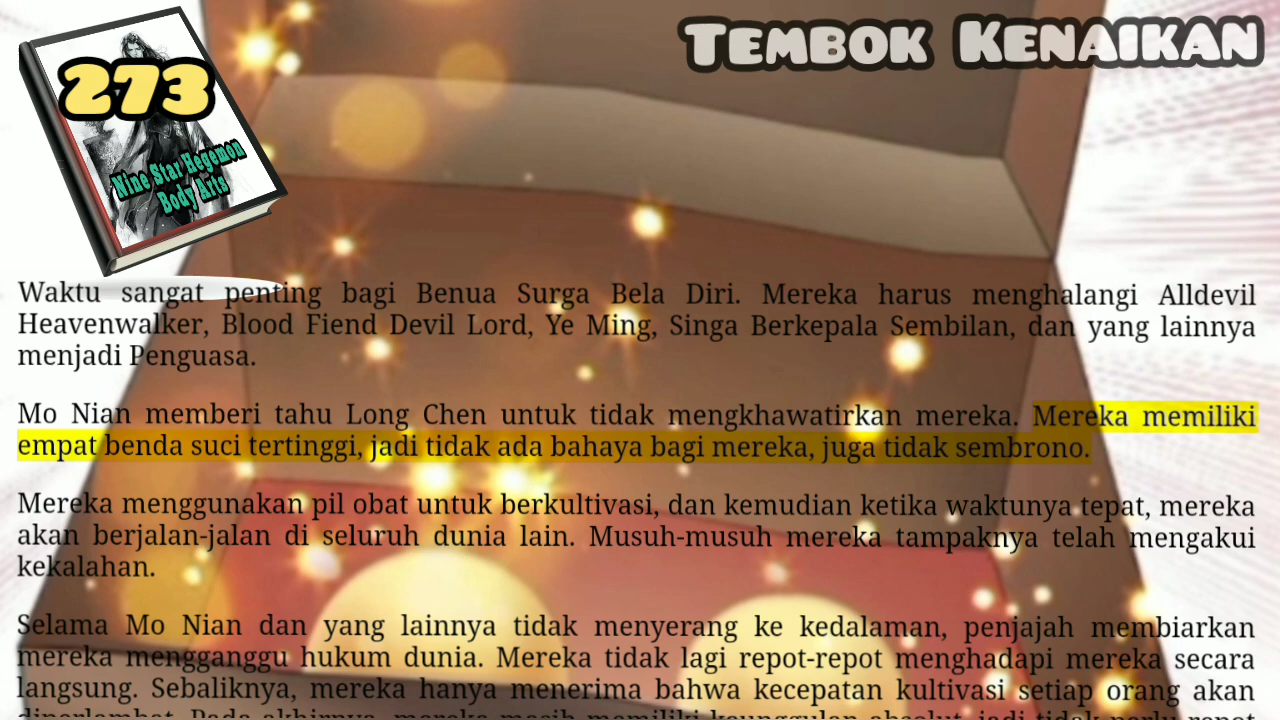 273
Nine Star Hegemon
Body Arts
TEMBOK KENAIKAN
Waktu sangat penting bagi Benua Surga Bela Diri. Mereka harus menghalangi Alldevil
Heavenwalker, Blood Fiend Devil Lord, Ye Ming, Singa Berkepala Sembilan, dan yang lainnya
menjadi Penguasa.
Mo Nian memberi tahu Long Chen untuk tidak mengkhawatirkan mereka. Mereka memiliki
empat benda suci tertinggi, jadi tidak ada bahaya bagi mereka, juga tidak sembrono.
Mereka menggunakan pil obat untuk berkultivasi, dan kemudian ketika waktunya tepat, mereka
akan berjalan-jalan di seluruh dunia lain. Musuh-musuh mereka tampaknya telah mengakui
kekalahan.
Selama Mo Nian dan yang lainnya tidak menyerang ke kedalaman, penjajah membiarkan
mereka mengganggu hukum dunia. Mereka tidak lagi repot-repot menghadapi mereka secara
langsung. Sebaliknya, mereka hanya menerima bahwa kecepatan kultivasi setiap orang akan